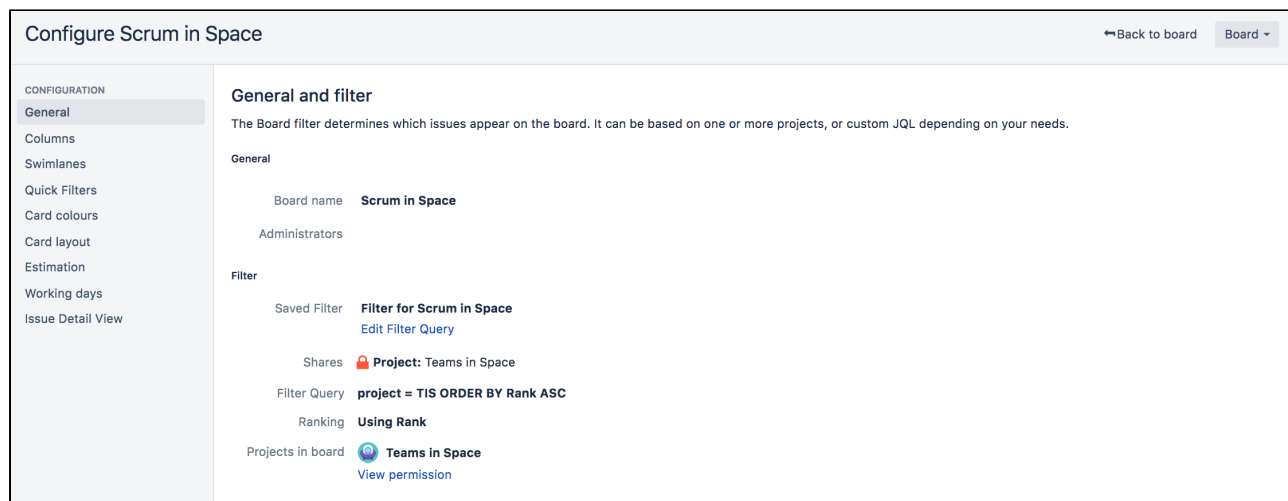 Configure Scrum in Space
Back to board
Board
CONFIGURATION
General
Columns
Swimlanes
Quick Filters
Card colours
Card layout
Estimation
Working days
Issue Detail View
General and filter
The Board filter determines which issues appear on the board. It can be based on one or more projects, or custom JQL depending on your needs.
General
Board name Scrum in Space
Administrators
Filter
Saved Filter Filter for Scrum in Space
Edit Filter Query
Shares Project: Teams in Space
Filter Query project = TIS ORDER BY Rank ASC
Ranking Using Rank
Projects in board Teams in Space
View permission